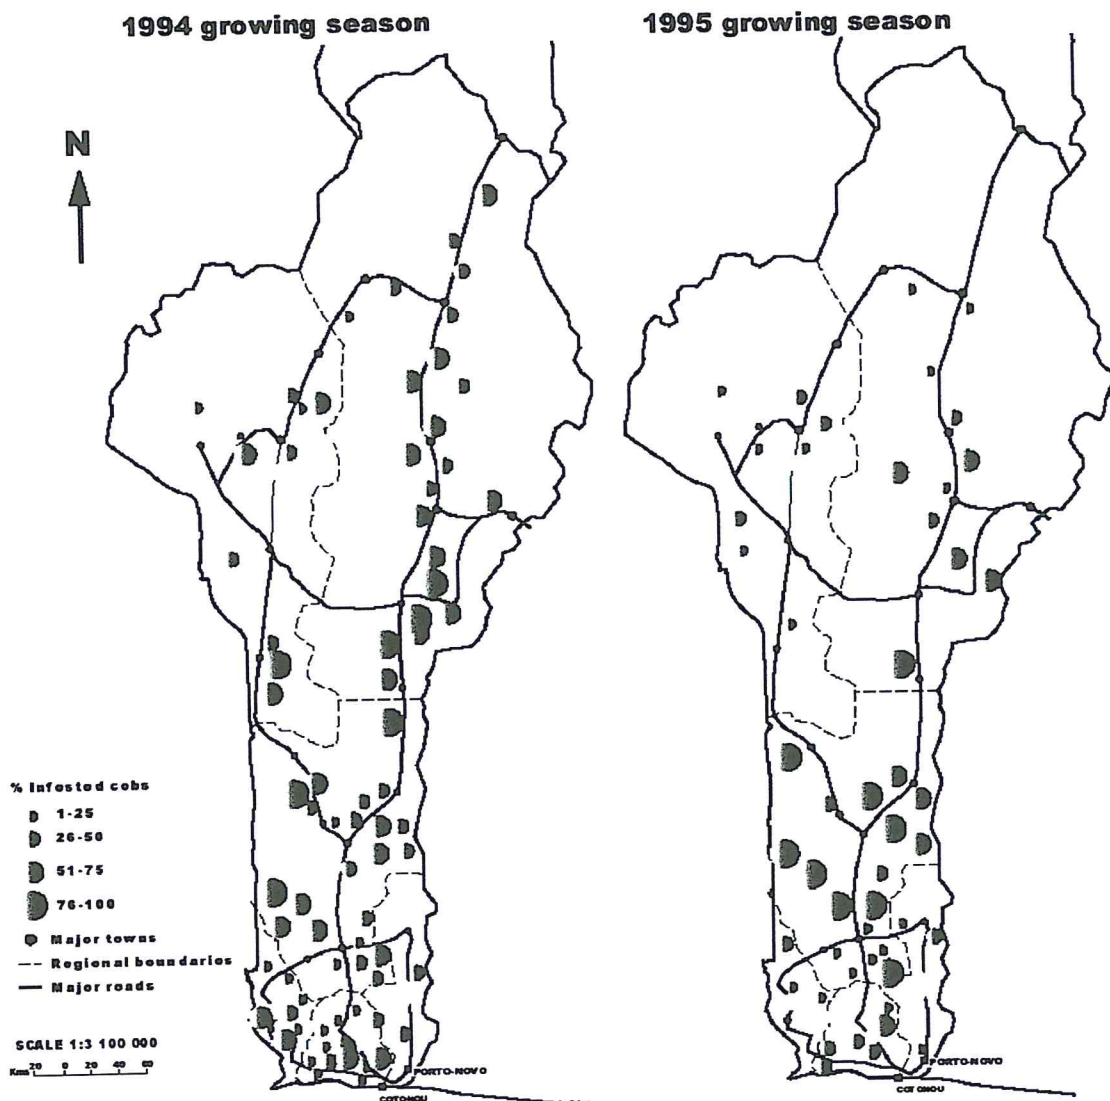 1994 growing season
1995 growing season
N
% Infested cobs
1-25
26-50
51-75
76-100
Major towns
Regional boundaries
Major roads
SCALE 1:3 100 000
Kms 20 0 20 40 60
PORTO-NOVO
COTONOU
PORTO-NOVO
COTONOU